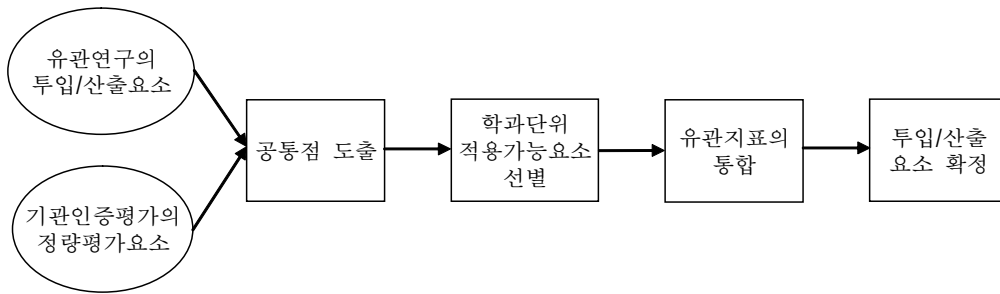 유관연구의
투입/산출요소
기관인증평가의
정량평가요소
공통점 도출
학과단위
적용가능요소
선별
유관지표의
통합
투입/산출
요소 확정